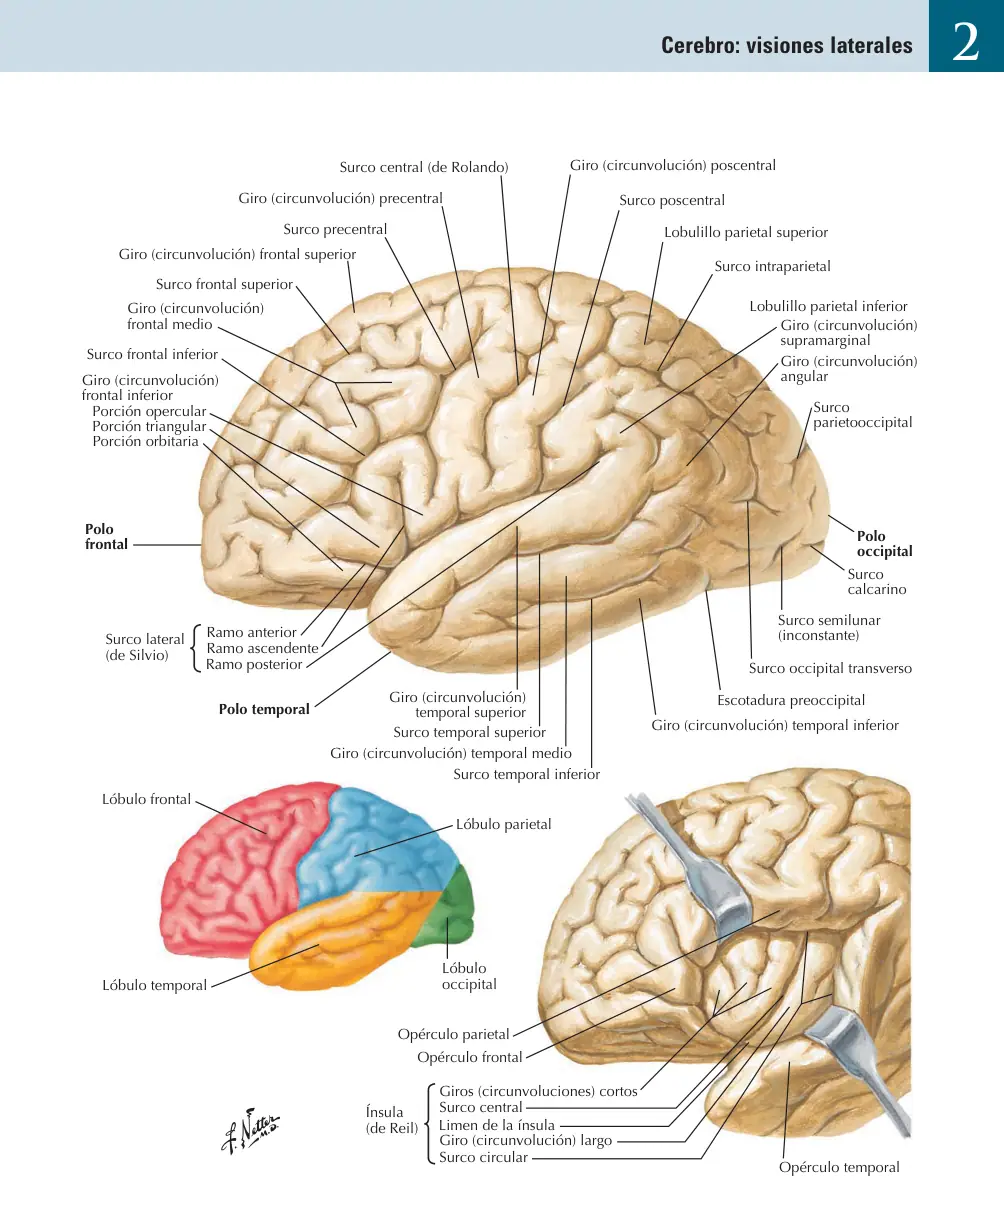 Cerebro: visiones laterales
2
Surco central (de Rolando)
Giro (circunvolución) poscentral
Giro (circunvolución) precentral
Surco poscentral
Surco precentral
Lobulillo parietal superior
Giro (circunvolución) frontal superior
Surco intraparietal
Surco frontal superior
Giro (circunvolución)
frontal medio
Lobulillo parietal inferior
Giro (circunvolución)
supramarginal
Surco frontal inferior
Giro (circunvolución)
angular
Giro (circunvolución)
frontal inferior
Porción opercular
Porción triangular
Porción orbitaria
Surco
parietooccipital
Polo
frontal
Polo
occipital
Surco
calcarino
Surco semilunar
(inconstante)
Surco lateral
(de Silvio)
Ramo anterior
Ramo ascendente
Ramo posterior
Surco occipital transverso
Escotadura preoccipital
Polo temporal
Giro (circunvolución)
temporal superior
Giro (circunvolución) temporal inferior
Surco temporal superior
Giro (circunvolución) temporal medio
Surco temporal inferior
Lóbulo frontal
Lóbulo parietal
Lóbulo temporal
Lóbulo
occipital
Opérculo parietal
Opérculo frontal
Ínsula
(de Reil)
Giros (circunvoluciones) cortos
Surco central
Limen de la ínsula
Giro (circunvolución) largo
Surco circular
Opérculo temporal
F. Netter
M.D.